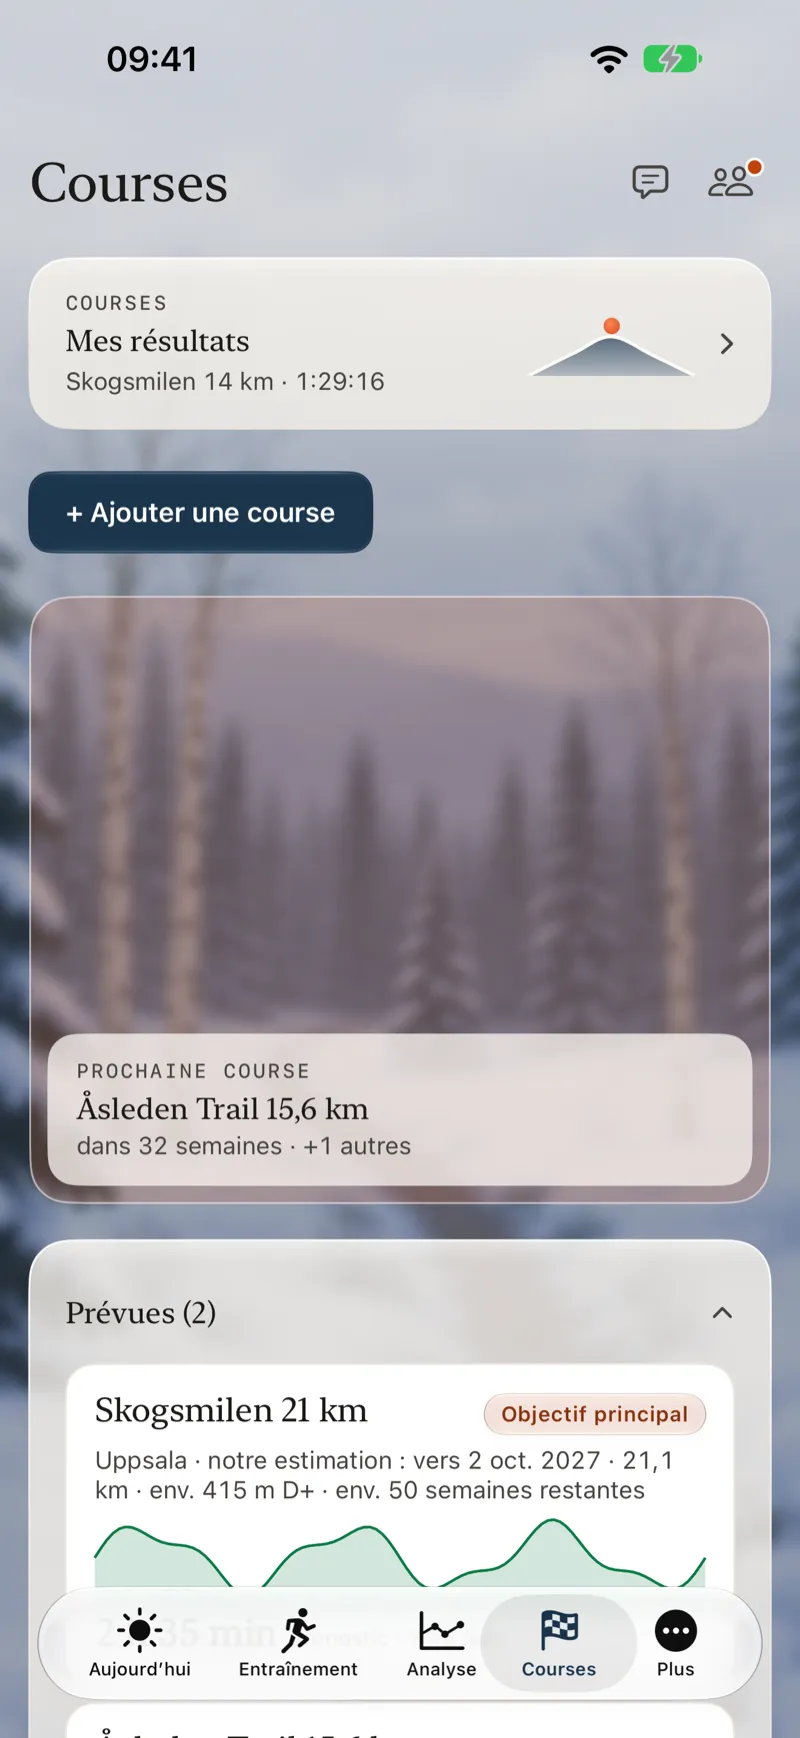 09:41
Courses
COURSES
Mes résultats
Skogsmilen 14 km · 1:29:16
+ Ajouter une course
PROCHAINE COURSE
Åsleden Trail 15,6 km
dans 32 semaines · +1 autres
Prévues (2)
Skogsmilen 21 km
Objectif principal
Uppsala · notre estimation : vers 2 oct. 2027 · 21,1
km · env. 415 m D+ · env. 50 semaines restantes
min
Aujourd’hui
Entraînement
Analyse
Courses
Plus